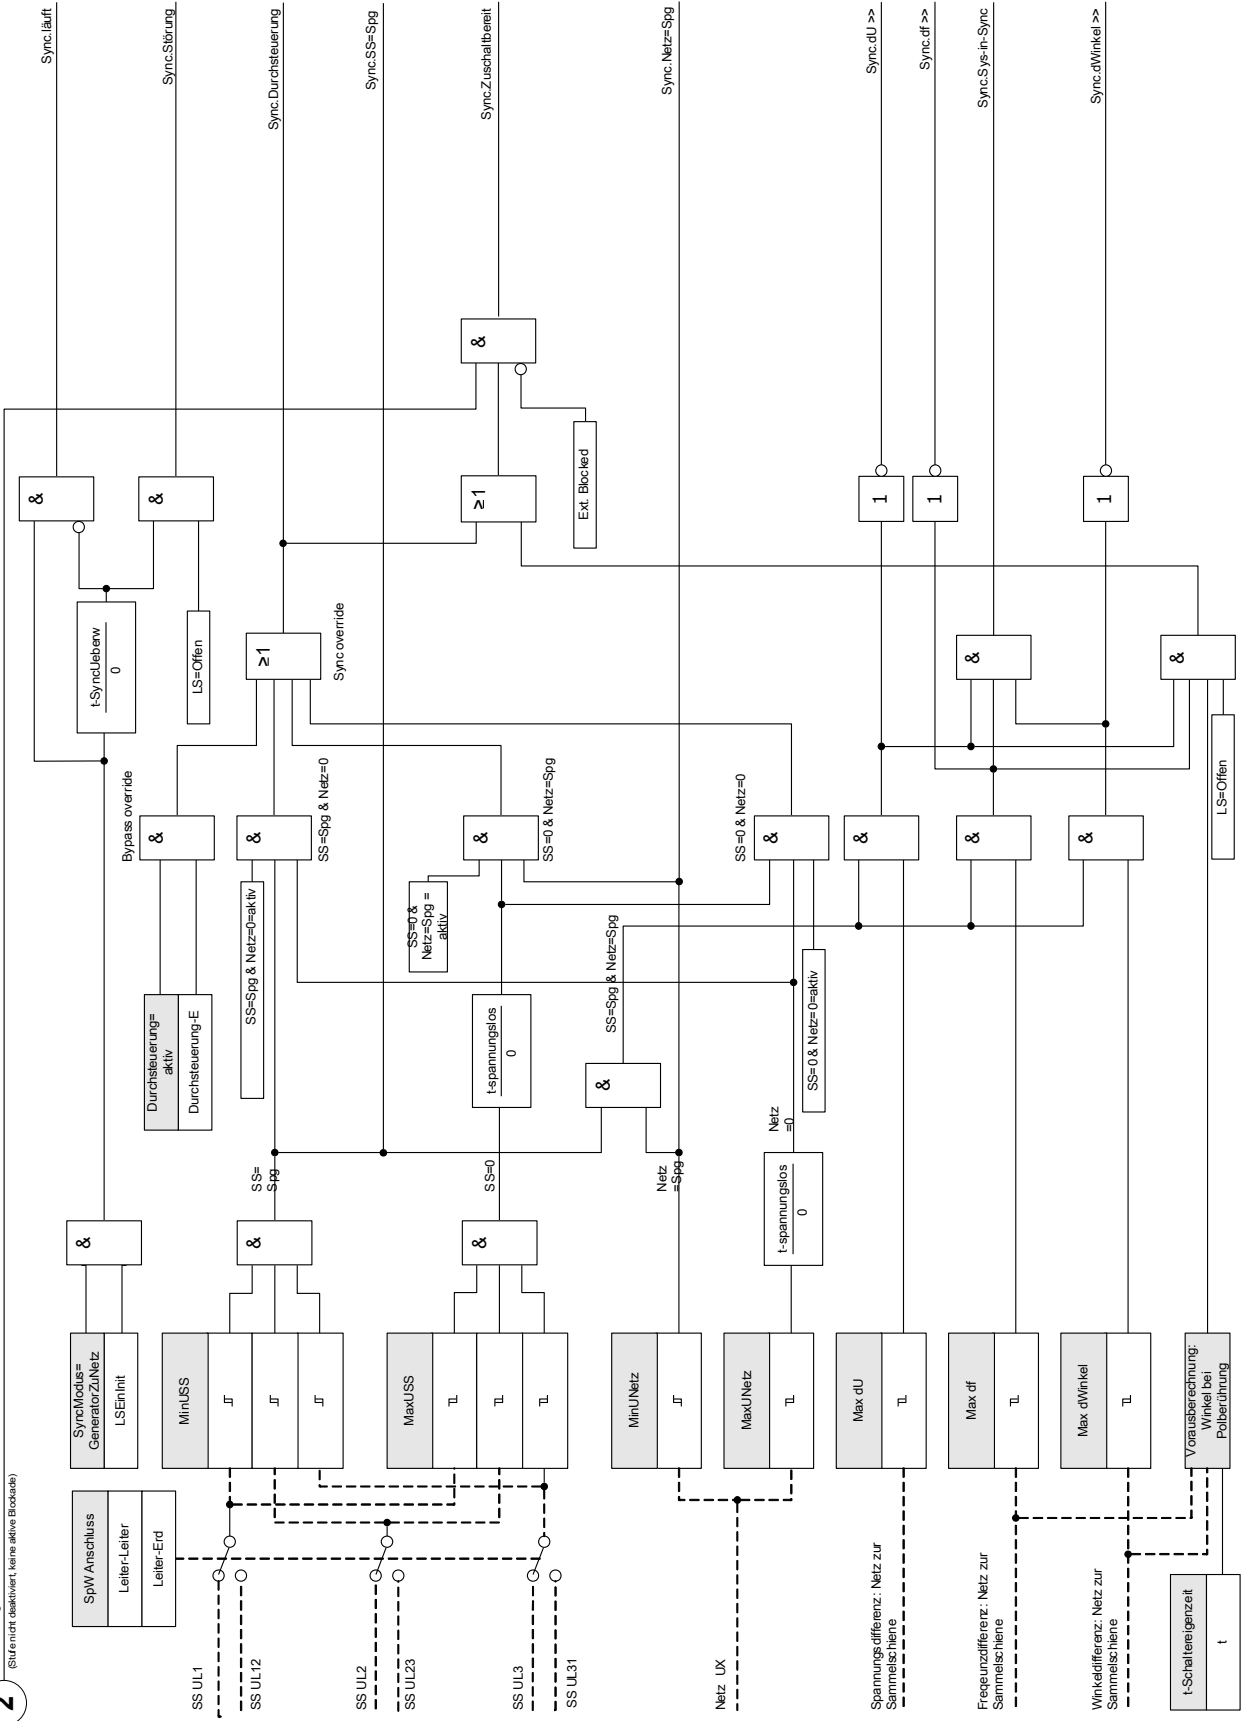 2
(Stufe nicht deaktiviert, keine aktive Blockade)
Sync.läuft
Sync.Störung
Sync.Durchsteuerung
Sync.SS=Spg
Sync.Zuschaltbereit
Sync.Netz=Spg
Sync.dU >>
Sync.df >>
Sync.Sys-in-Sync
Sync.dWinkel >>
&
&
&
≥1
Ext. Blocked
1
1
1
t-SyncUeberw
0
LS=Offen
≥1
Sync override
&
&
LS=Offen
Bypass override
&
&
SS=Spg & Netz=0
&
SS=0 & Netz=Spg
&
SS=0 & Netz=0
&
&
&
Durchsteuerung=
aktiv
Durchsteuerung-E
SS=Spg & Netz=0=aktiv
SS=0 &
Netz=Spg =
aktiv
t-spannungslos
0
SS=Spg & Netz=Spg
&
SS=0 & Netz=0=aktiv
SS=
Spg
SS=0
Netz
=Spg
Netz
=0
t-spannungslos
0
&
&
&
SyncModus=
GeneratorZuNetz
LSEinInit
MinUSS
MaxUSS
MinUNetz
MaxUNetz
Max dU
Max df
Max dWinkel
Vorausberechnung:
Winkel bei
Polberührung
SpW Anschluss
Leiter-Leiter
Leiter-Erd
SS UL1
SS UL12
SS UL2
SS UL23
SS UL3
SS UL31
Netz UX
Spannungsdifferenz: Netz zur
Sammelschiene
Freqeunzdifferenz: Netz zur
Sammelschiene
Winkeldifferenz: Netz zur
Sammelschiene
t-Schaltereigenzeit
t